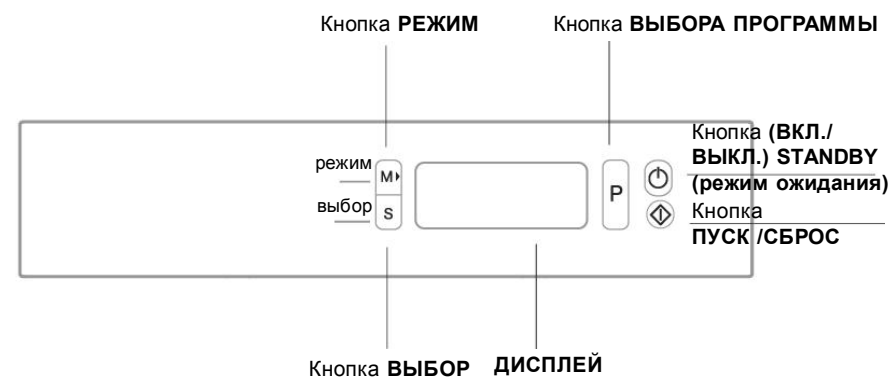 Кнопка РЕЖИМ
Кнопка ВЫБОРА ПРОГРАММЫ
Кнопка (ВКЛ./
ВЫКЛ.) STANDBY
(режим ожидания)
Кнопка
ПУСК /СБРОС
режим
M
выбор
S
P
Кнопка ВЫБОР
ДИСПЛЕЙ